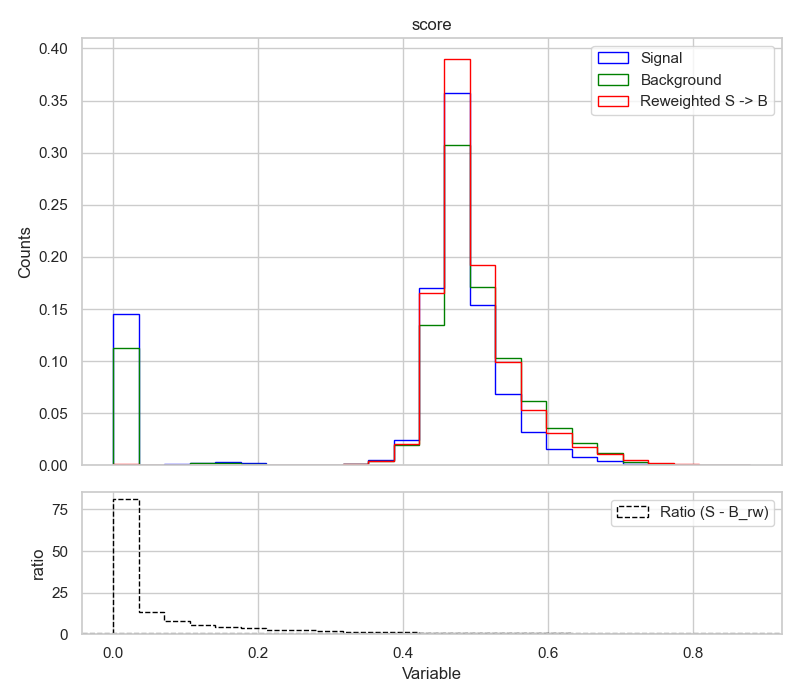 score
0.40
0.35
0.30
0.25
0.20
0.15
0.10
0.05
0.00
Counts
Signal
Background
Reweighted S -> B
75
50
25
0
ratio
Ratio (S - B_rw)
0.0 0.2 0.4 0.6 0.8
Variable